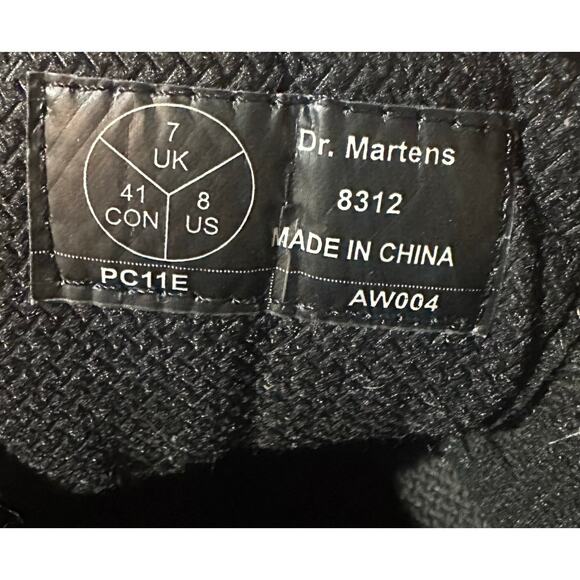 7
UK
41
CON
8
US
PC11E
Dr. Martens
8312
MADE IN CHINA
AW004